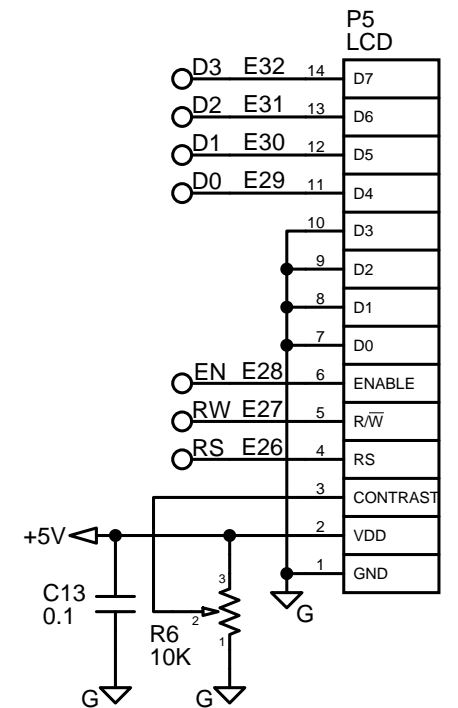 P5
LCD
D3 E32 14 D7
D2 E31 13 D6
D1 E30 12 D5
D0 E29 11 D4
10 D3
9 D2
8 D1
7 D0
EN E28 6 ENABLE
RW E27 5 R/W̅
RS E26 4 RS
3 CONTRAST
+5V 2 VDD
1 GND
G
C13
0.1
3
2
R6
10K
1
G
G